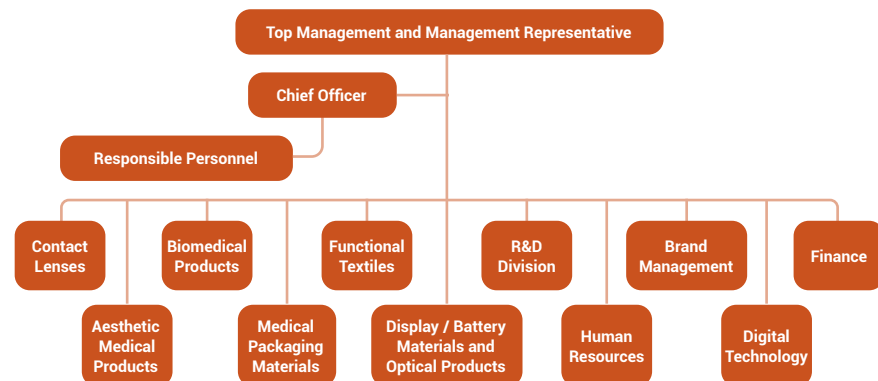 Top Management and Management Representative
Chief Officer
Responsible Personnel
Contact
Lenses
Biomedical
Products
Functional
Textiles
R&D
Division
Brand
Management
Finance
Aesthetic
Medical
Products
Medical
Packaging
Materials
Display / Battery
Materials and
Optical Products
Human
Resources
Digital
Technology